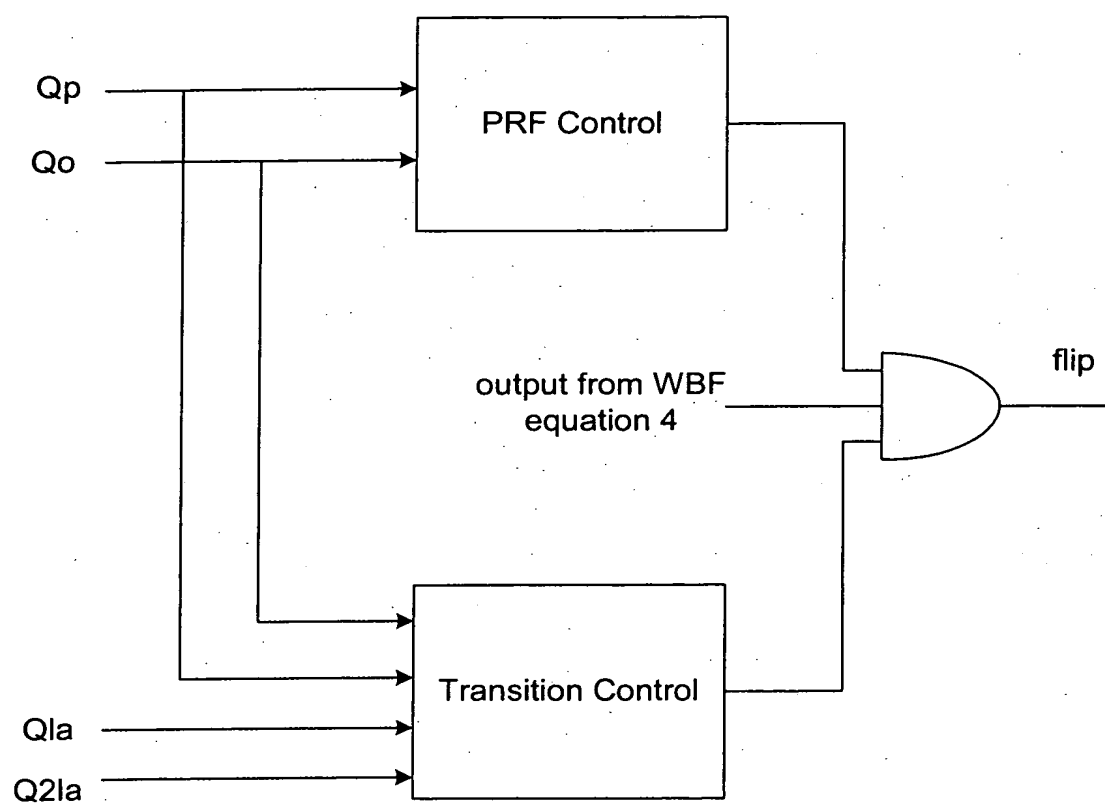 Qp
PRF Control
Qo
flip
output from WBF
equation 4
Transition Control
Qla
Q2la